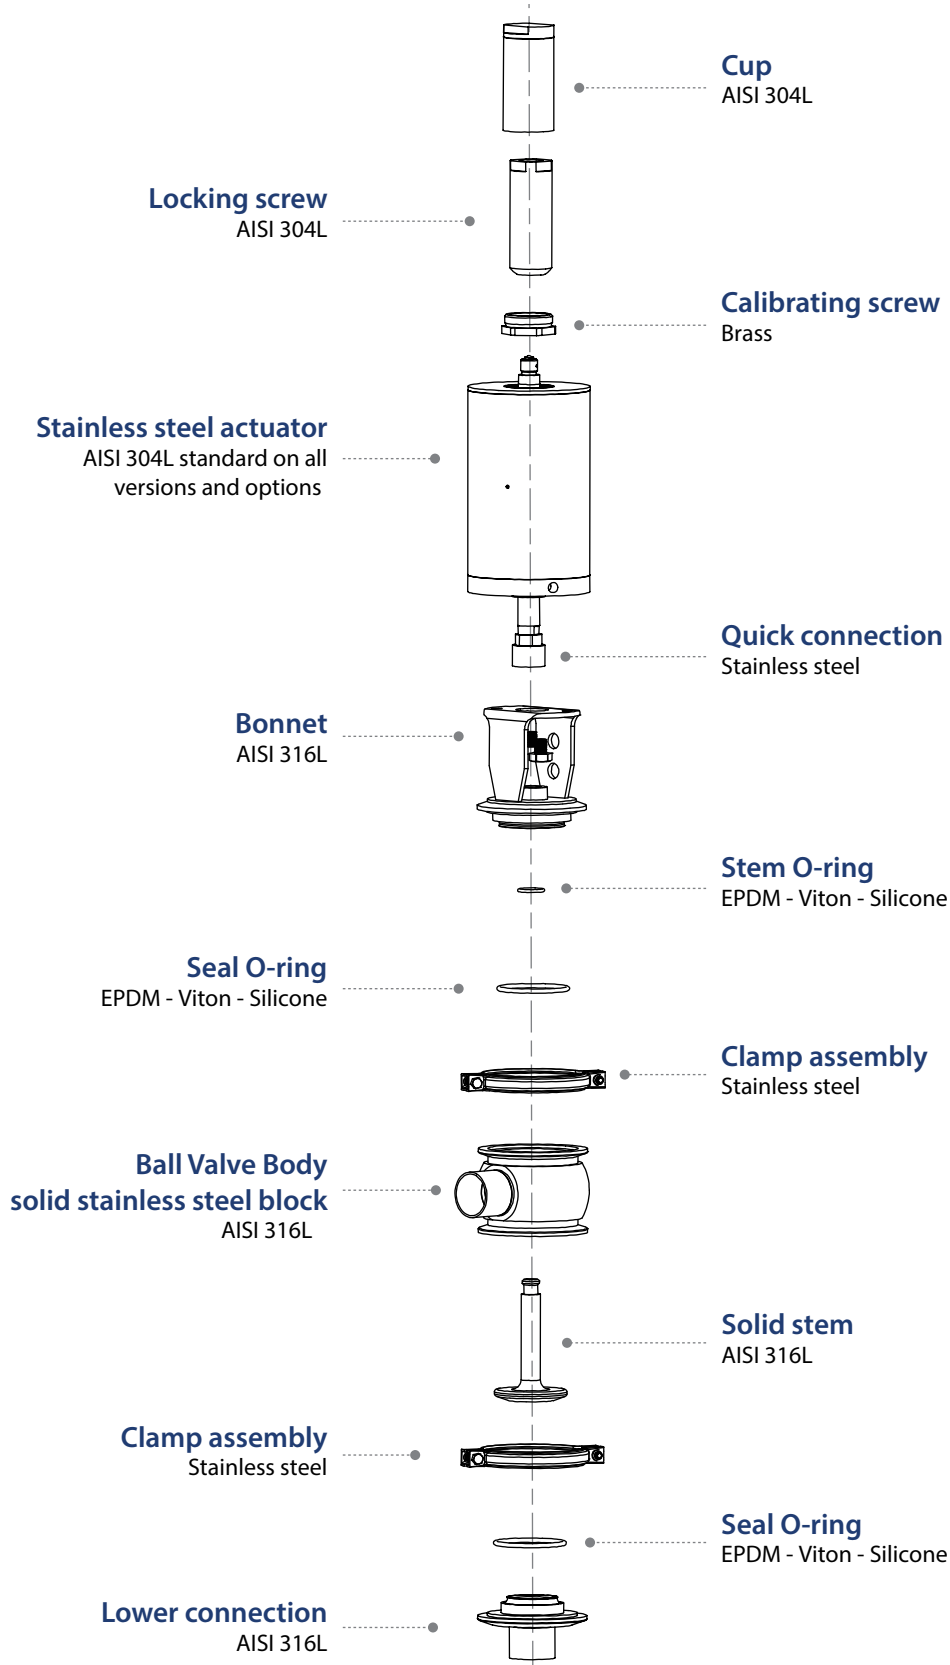 Cup
AISI 304L
Locking screw
AISI 304L
Calibrating screw
Brass
Stainless steel actuator
AISI 304L standard on all
versions and options
Quick connection
Stainless steel
Bonnet
AISI 316L
Stem O-ring
EPDM - Viton - Silicone
Seal O-ring
EPDM - Viton - Silicone
Clamp assembly
Stainless steel
Ball Valve Body
solid stainless steel block
AISI 316L
Solid stem
AISI 316L
Clamp assembly
Stainless steel
Seal O-ring
EPDM - Viton - Silicone
Lower connection
AISI 316L